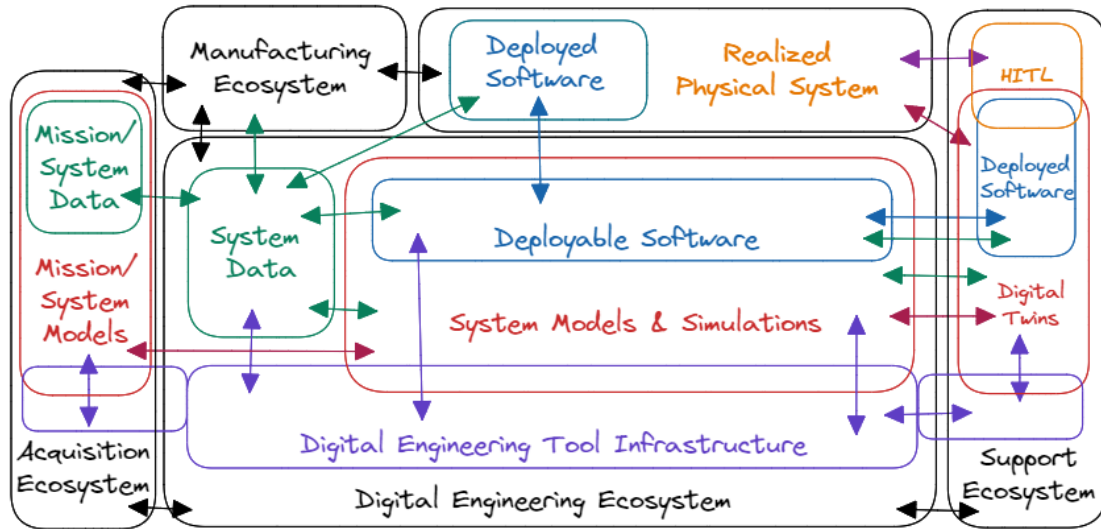 Manufacturing
Ecosystem
Deployed
Software
Realized
Physical System
HITL
Mission/
System
Data
Deployed
Software
System
Data
Deployable Software
Mission/
System
Models
System Models & Simulations
Digital
Twins
Digital Engineering Tool Infrastructure
Acquisition
Ecosystem
Digital Engineering Ecosystem
Support
Ecosystem